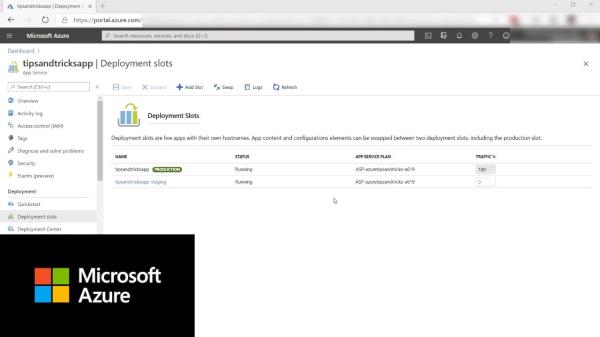 tipsandtricksapp | Deployment slots
https://portal.azure.com/
Microsoft Azure
Search resources, services, and docs (G+/)
Dashboard >
tipsandtricksapp | Deployment slots
App Service
Search (Ctrl+/)
Save
Discard
Add Slot
Swap
Logs
Refresh
Overview
Activity log
Access control (IAM)
Tags
Diagnose and solve problems
Security
Events (preview)
Deployment
Quickstart
Deployment slots
Deployment Center
Deployment Slots
Deployment slots are live apps with their own hostnames. App content and configurations elements can be swapped between two deployment slots, including the production slot.
NAME STATUS APP SERVICE PLAN TRAFFIC %
tipsandtricksapp PRODUCTION Running ASP-azuretipsandtricks-a619 100
tipsandtricksapp-staging Running ASP-azuretipsandtricks-a619 0
Microsoft
Azure